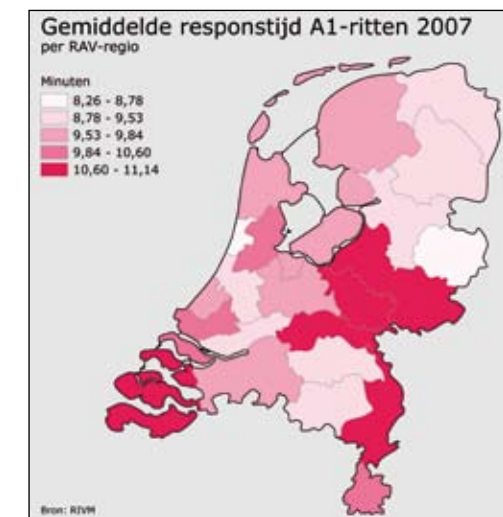 Gemiddelde responstijd A1-ritten 2007
per RAV-regio
Minuten
8,26 - 8,78
8,78 - 9,53
9,53 - 9,84
9,84 - 10,60
10,60 - 11,14
Bron: RIVM